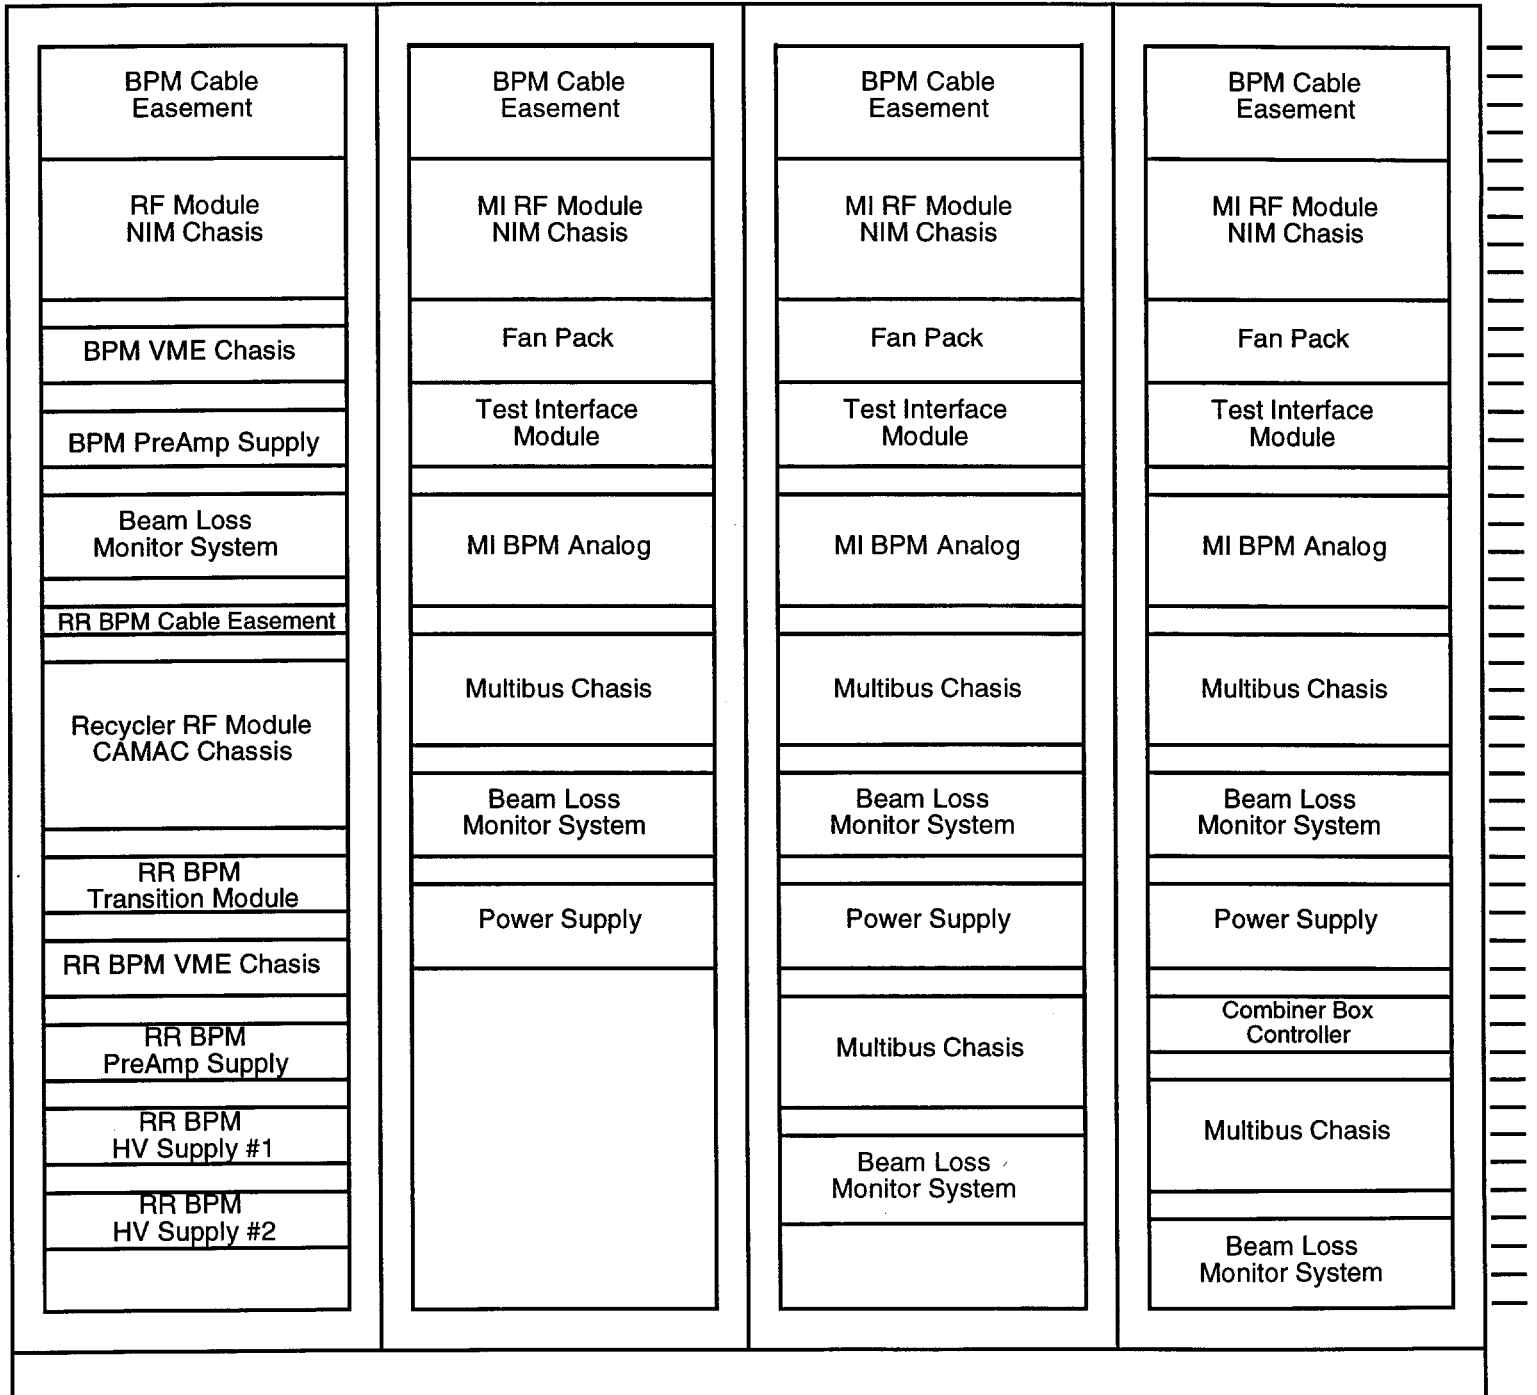 BPM Cable
Easement
RF Module
NIM Chasis
BPM VME Chasis
BPM PreAmp Supply
Beam Loss
Monitor System
RR BPM Cable Easement
Recycler RF Module
CAMAC Chassis
RR BPM
Transition Module
RR BPM VME Chasis
RR BPM
PreAmp Supply
RR BPM
HV Supply #1
RR BPM
HV Supply #2
BPM Cable
Easement
MI RF Module
NIM Chasis
Fan Pack
Test Interface
Module
MI BPM Analog
Multibus Chasis
Beam Loss
Monitor System
Power Supply
BPM Cable
Easement
MI RF Module
NIM Chasis
Fan Pack
Test Interface
Module
MI BPM Analog
Multibus Chasis
Beam Loss
Monitor System
Power Supply
Multibus Chasis
Beam Loss
Monitor System
BPM Cable
Easement
MI RF Module
NIM Chasis
Fan Pack
Test Interface
Module
MI BPM Analog
Multibus Chasis
Beam Loss
Monitor System
Power Supply
Combiner Box
Controller
Multibus Chasis
Beam Loss
Monitor System